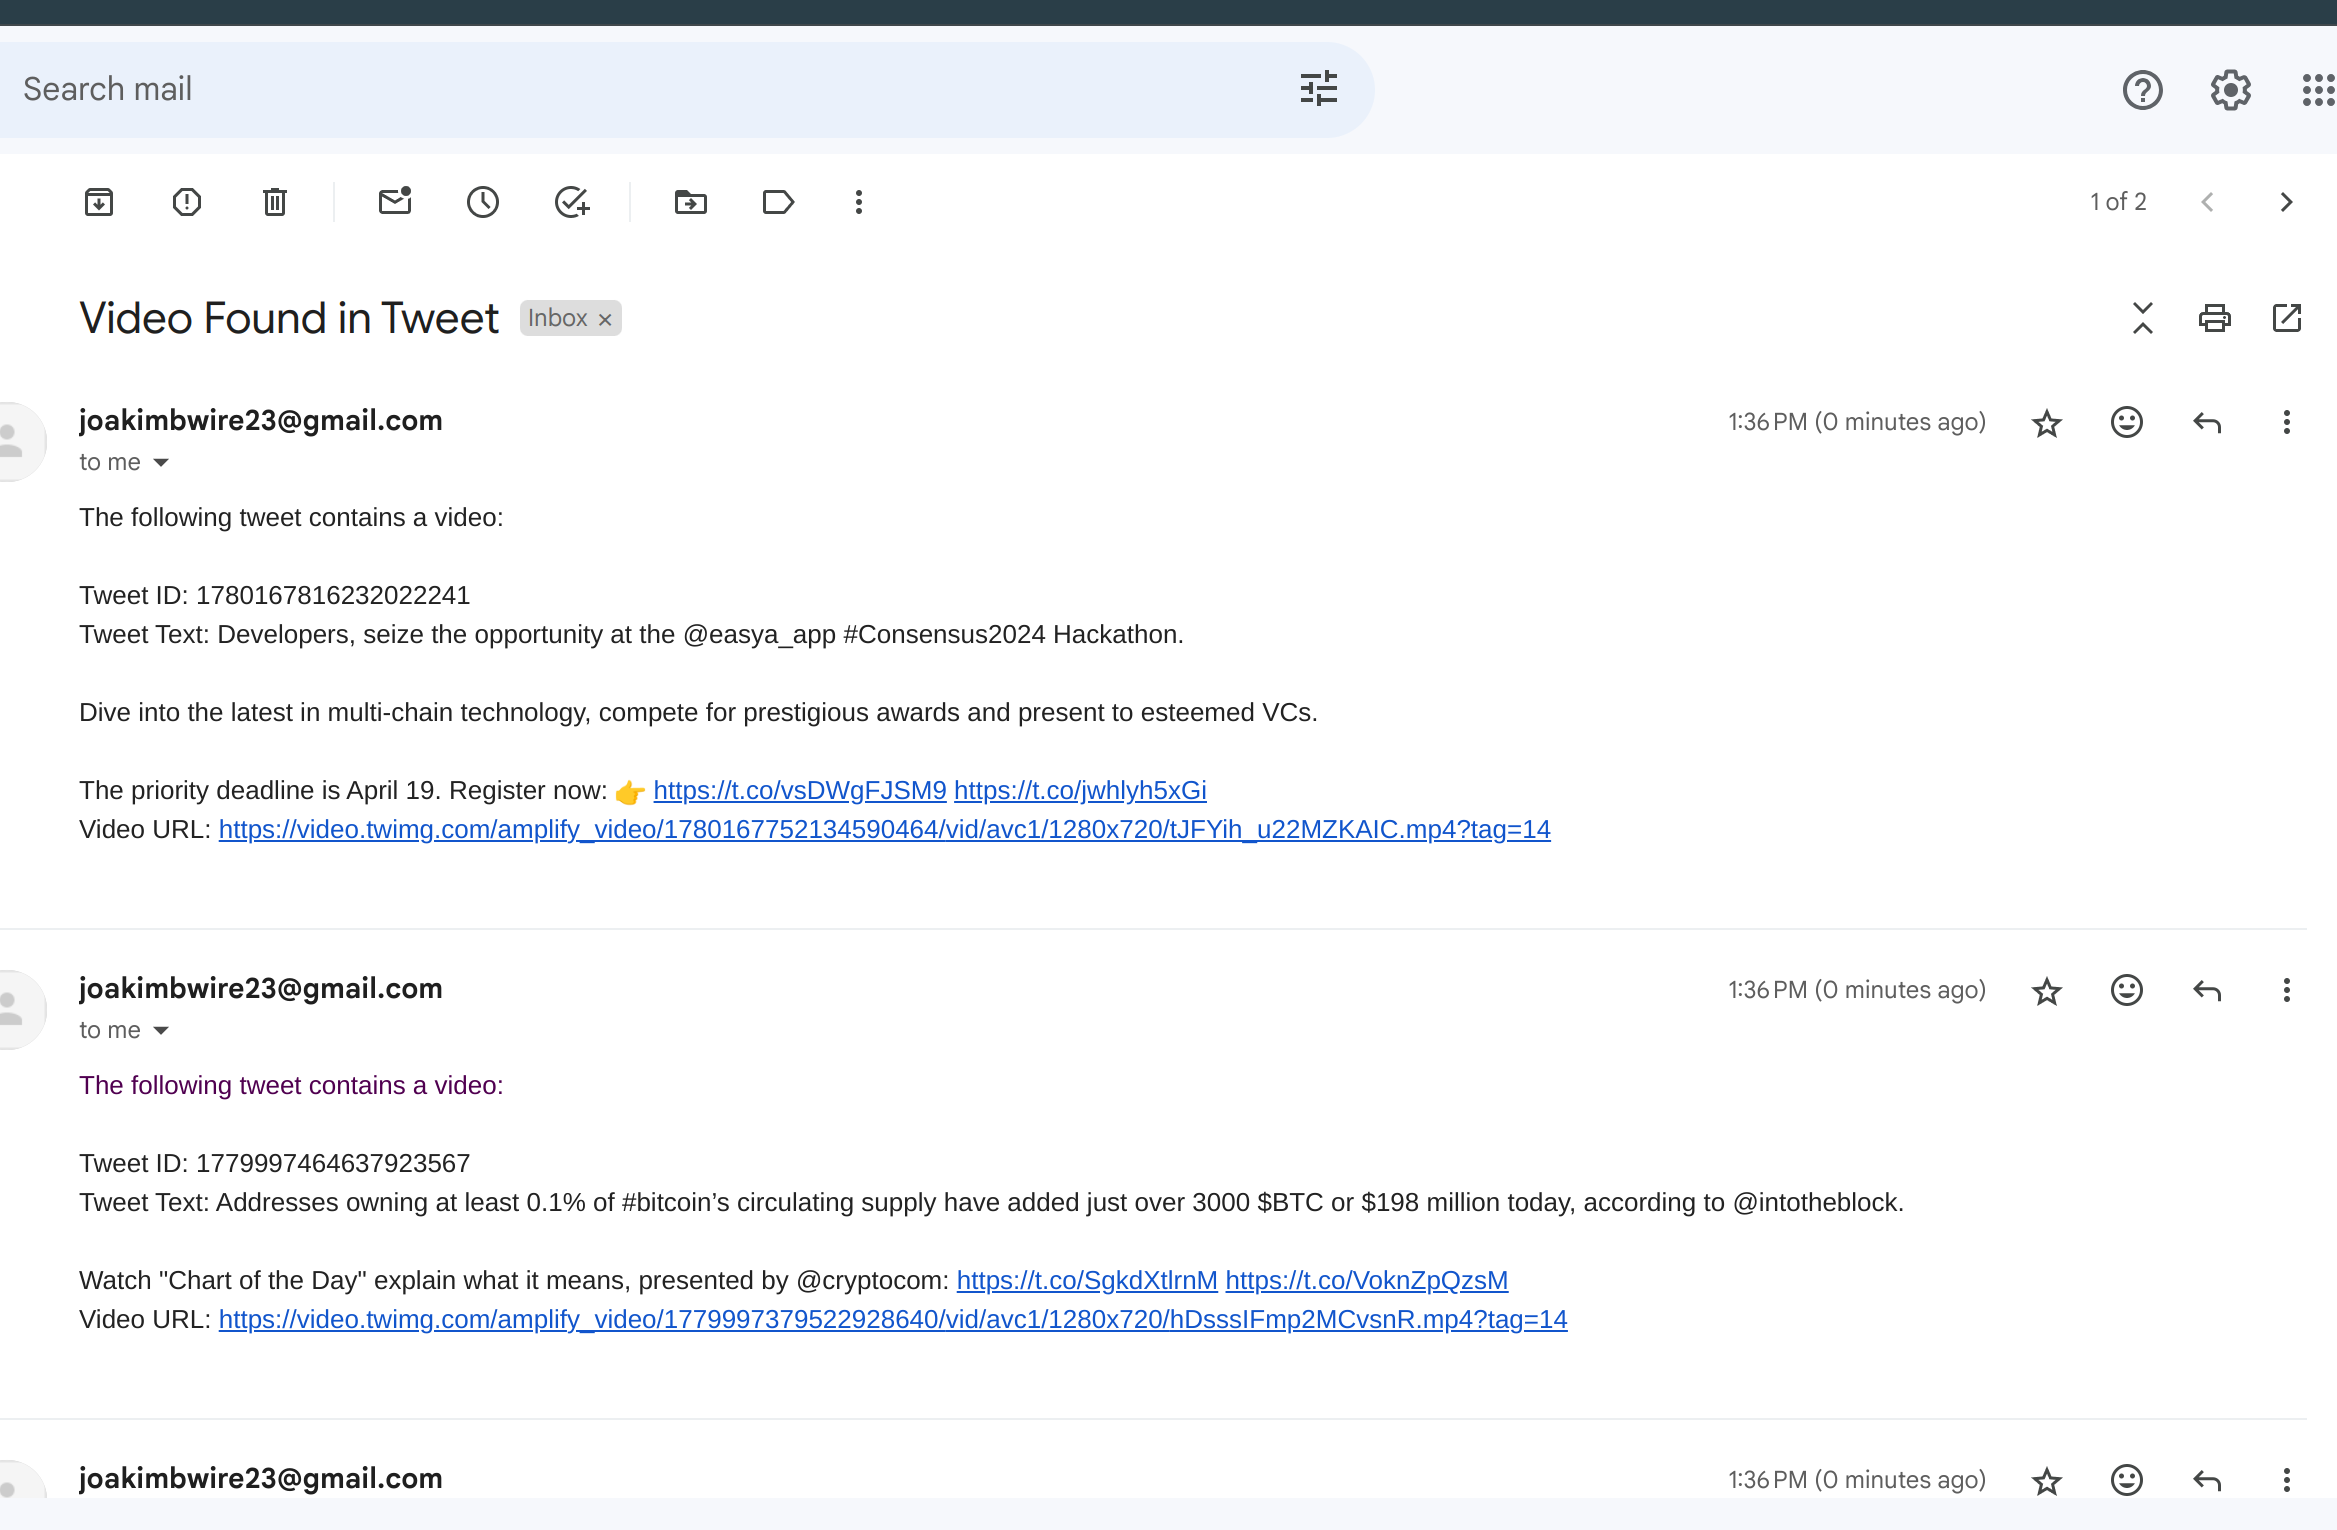 Search mail
1 of 2
Video Found in Tweet Inbox ×
joakimbwire23@gmail.com 1:36 PM (0 minutes ago)
to me
The following tweet contains a video:
Tweet ID: 1780167816232022241
Tweet Text: Developers, seize the opportunity at the @easya_app #Consensus2024 Hackathon.
Dive into the latest in multi-chain technology, compete for prestigious awards and present to esteemed VCs.
The priority deadline is April 19. Register now: 👉 https://t.co/vsDWgFJSM9 https://t.co/jwhlyh5xGi
Video URL: https://video.twimg.com/amplify_video/1780167752134590464/vid/avc1/1280x720/tJFYih_u22MZKAIC.mp4?tag=14
joakimbwire23@gmail.com 1:36 PM (0 minutes ago)
to me
The following tweet contains a video:
Tweet ID: 1779997464637923567
Tweet Text: Addresses owning at least 0.1% of #bitcoin’s circulating supply have added just over 3000 $BTC or $198 million today, according to @intotheblock.
Watch "Chart of the Day" explain what it means, presented by @cryptocom: https://t.co/SgkdXtlrnM https://t.co/VoknZpQzsM
Video URL: https://video.twimg.com/amplify_video/1779997379522928640/vid/avc1/1280x720/hDsssIFmp2MCvsnR.mp4?tag=14
joakimbwire23@gmail.com 1:36 PM (0 minutes ago)